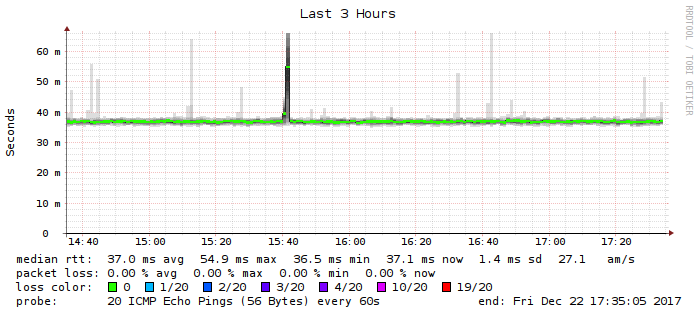 Last 3 Hours
RRDTOOL / TOBI OETIKER
Seconds
60 m
50 m
40 m
30 m
20 m
10 m
0
14:40 15:00 15:20 15:40 16:00 16:20 16:40 17:00 17:20
median rtt: 37.0 ms avg 54.9 ms max 36.5 ms min 37.1 ms now 1.4 ms sd 27.1 am/s
packet loss: 0.00 % avg 0.00 % max 0.00 % min 0.00 % now
loss color: 0 1/20 2/20 3/20 4/20 10/20 19/20
probe: 20 ICMP Echo Pings (56 Bytes) every 60s end: Fri Dec 22 17:35:05 2017